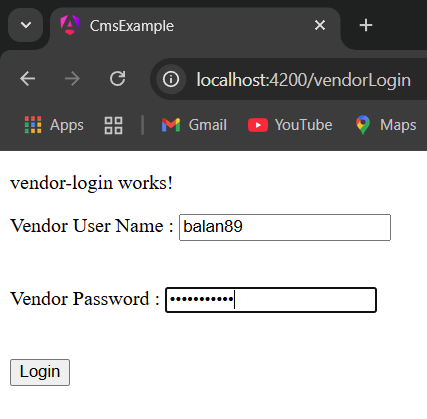 CmsExample
localhost:4200/vendorLogin
Apps Gmail YouTube Maps
vendor-login works!
Vendor User Name : balan89
Vendor Password : •••••••••••
Login